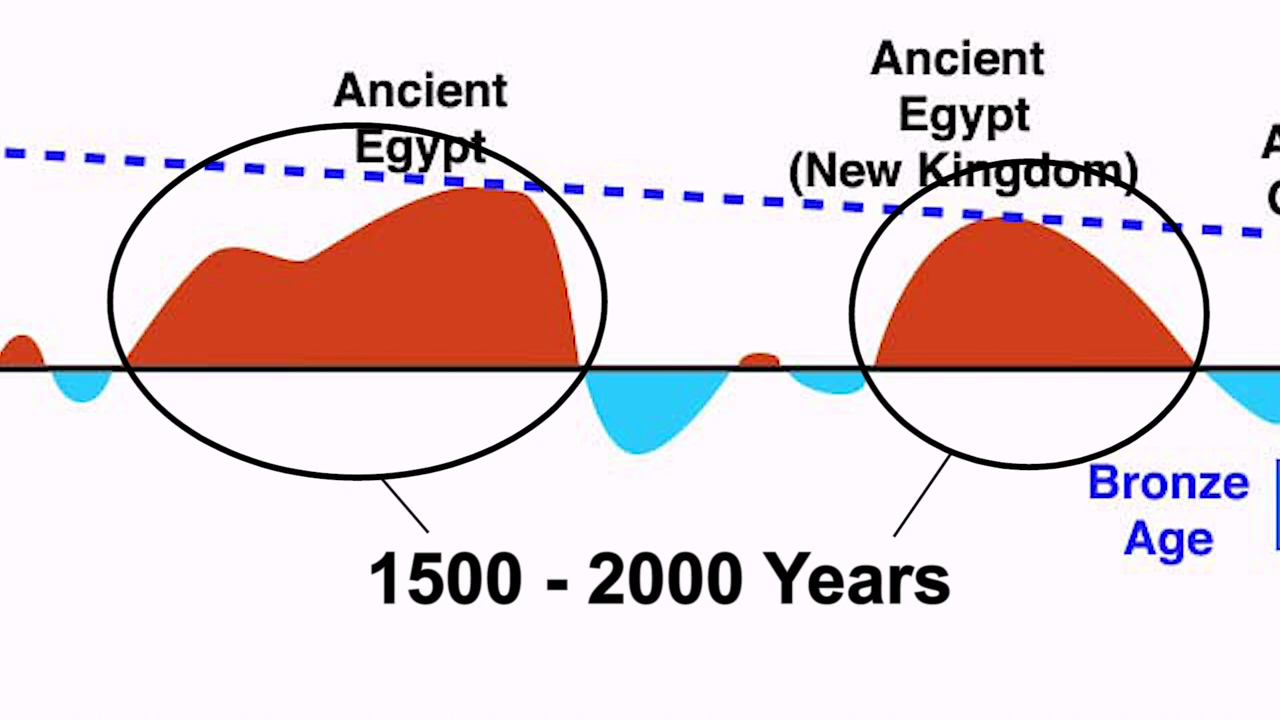 Ancient
Egypt
Ancient
Egypt
(New Kingdom)
Bronze
Age
1500 - 2000 Years